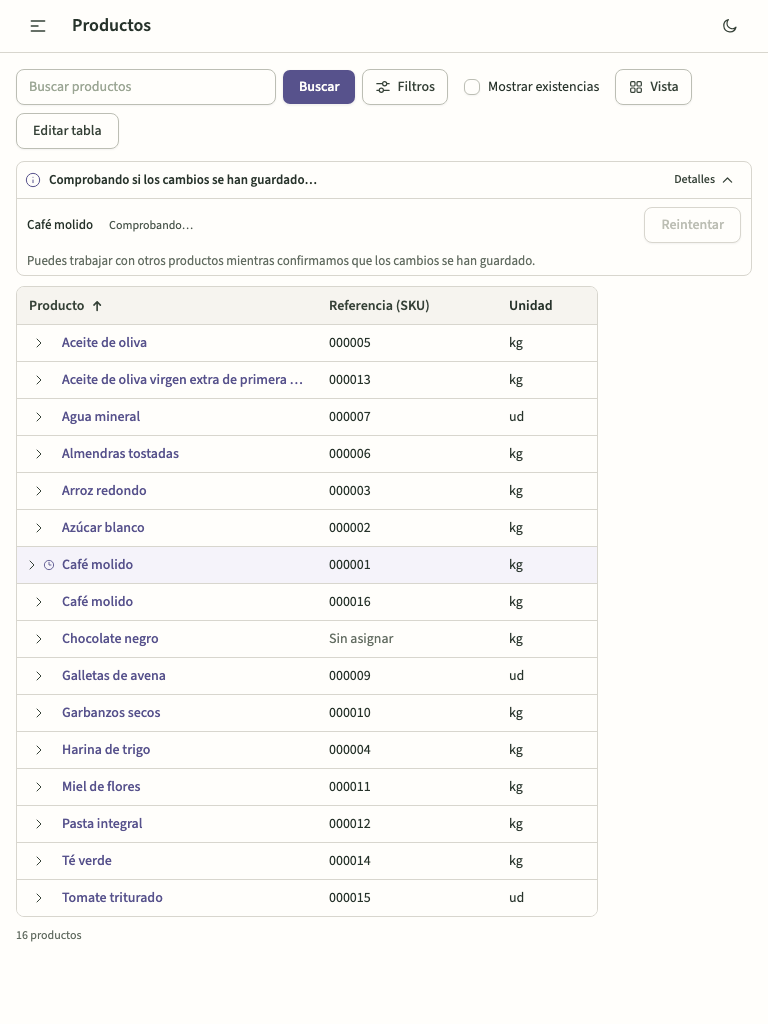 Productos
Buscar productos
Buscar
Filtros
Mostrar existencias
Vista
Editar tabla
Comprobando si los cambios se han guardado…
Detalles
Café molido Comprobando…
Reintentar
Puedes trabajar con otros productos mientras confirmamos que los cambios se han guardado.
Producto Referencia (SKU) Unidad
Aceite de oliva 000005 kg
Aceite de oliva virgen extra de primera … 000013 kg
Agua mineral 000007 ud
Almendras tostadas 000006 kg
Arroz redondo 000003 kg
Azúcar blanco 000002 kg
Café molido 000001 kg
Café molido 000016 kg
Chocolate negro Sin asignar kg
Galletas de avena 000009 ud
Garbanzos secos 000010 kg
Harina de trigo 000004 kg
Miel de flores 000011 kg
Pasta integral 000012 kg
Té verde 000014 kg
Tomate triturado 000015 ud
16 productos